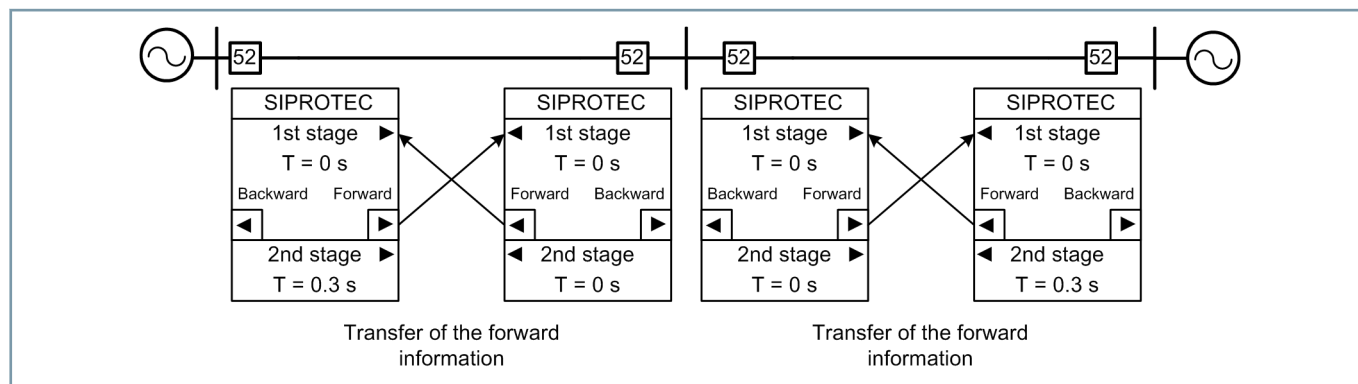 52 52 52 52
SIPROTEC SIPROTEC SIPROTEC SIPROTEC
1st stage 1st stage 1st stage 1st stage
T = 0 s T = 0 s T = 0 s T = 0 s
Backward Forward Forward Backward Backward Forward Forward Backward
2nd stage 2nd stage 2nd stage 2nd stage
T = 0.3 s T = 0 s T = 0 s T = 0.3 s
Transfer of the forward Transfer of the forward
information information